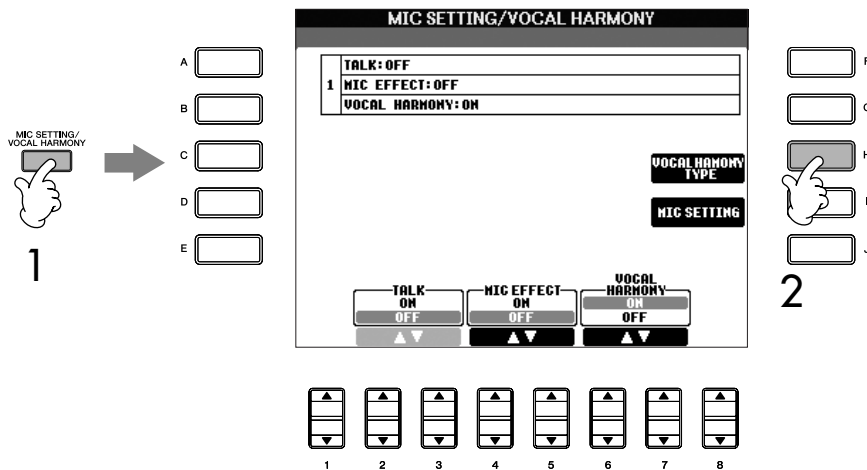 MIC SETTING/VOCAL HARMONY
TALK:OFF
1 MIC EFFECT:OFF
VOCAL HARMONY:ON
VOCAL HAMONY
TYPE
MIC SETTING
TALK
ON
OFF
MIC EFFECT
ON
OFF
VOCAL
HARMONY
ON
OFF
A
B
C
D
E
MIC SETTING/
VOCAL HARMONY
1
F
G
H
I
J
2
1 2 3 4 5 6 7 8